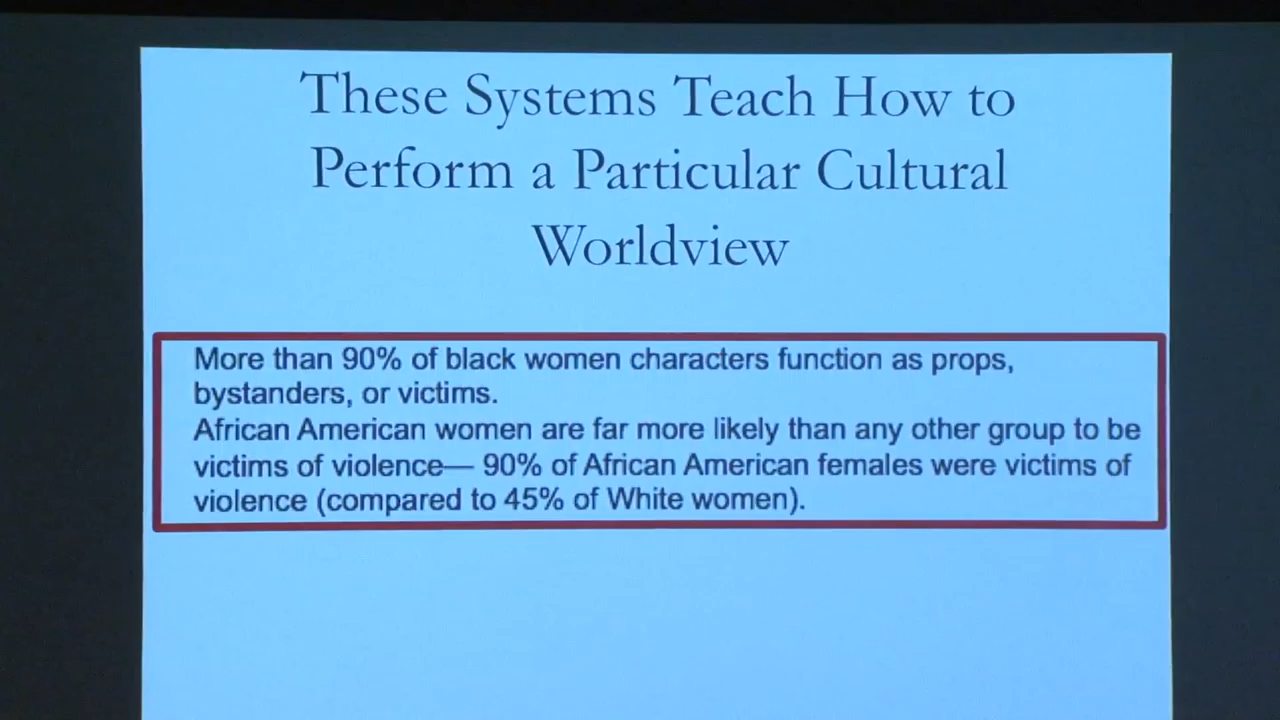 These Systems Teach How to
Perform a Particular Cultural
Worldview
More than 90% of black women characters function as props,
bystanders, or victims.
African American women are far more likely than any other group to be
victims of violence— 90% of African American females were victims of
violence (compared to 45% of White women).